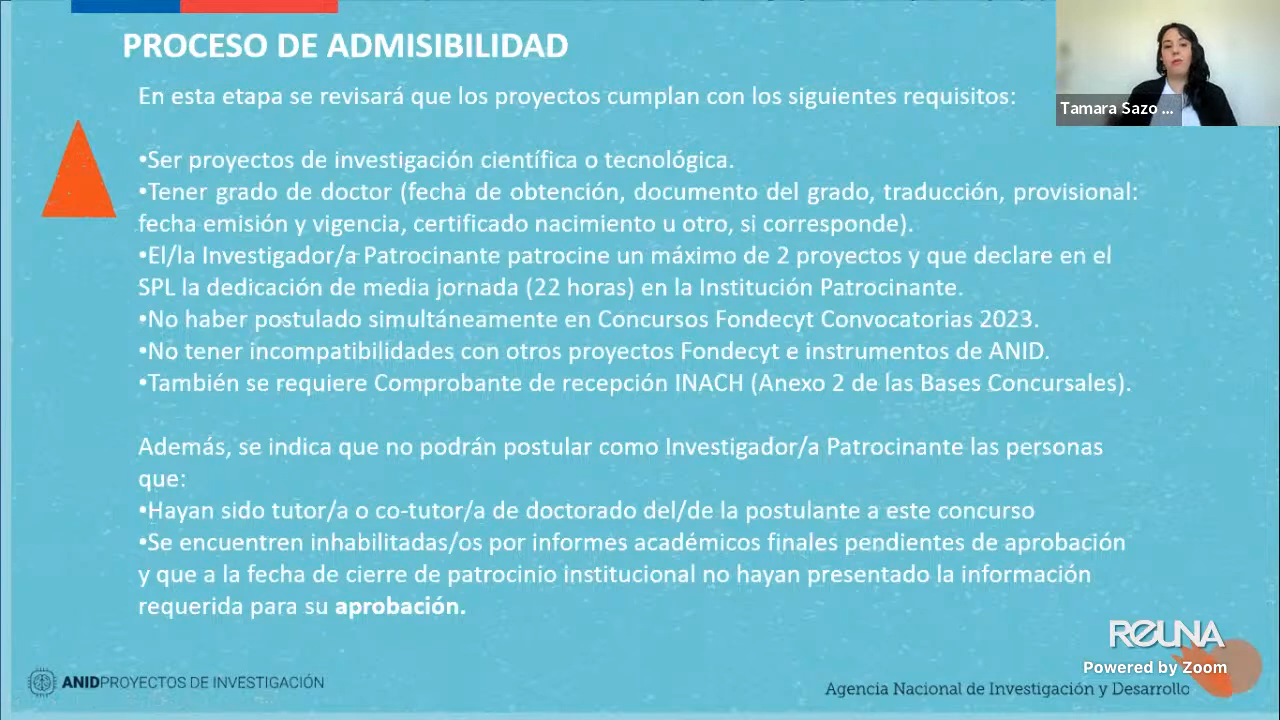 PROCESO DE ADMISIBILIDAD
En esta etapa se revisará que los proyectos cumplan con los siguientes requisitos:
•Ser proyectos de investigación científica o tecnológica.
•Tener grado de doctor (fecha de obtención, documento del grado, traducción, provisional:
fecha emisión y vigencia, certificado nacimiento u otro, si corresponde).
•El/la Investigador/a Patrocinante patrocine un máximo de 2 proyectos y que declare en el
SPL la dedicación de media jornada (22 horas) en la Institución Patrocinante.
•No haber postulado simultáneamente en Concursos Fondecyt Convocatorias 2023.
•No tener incompatibilidades con otros proyectos Fondecyt e instrumentos de ANID.
•También se requiere Comprobante de recepción INACH (Anexo 2 de las Bases Concursales).
Además, se indica que no podrán postular como Investigador/a Patrocinante las personas
que:
•Hayan sido tutor/a o co-tutor/a de doctorado del/de la postulante a este concurso
•Se encuentren inhabilitadas/os por informes académicos finales pendientes de aprobación
y que a la fecha de cierre de patrocinio institucional no hayan presentado la información
requerida para su aprobación.
Tamara Sazo ...
REUNA
Powered by Zoom
ANIDPROYECTOS DE INVESTIGACIÓN
Agencia Nacional de Investigación y Desarrollo